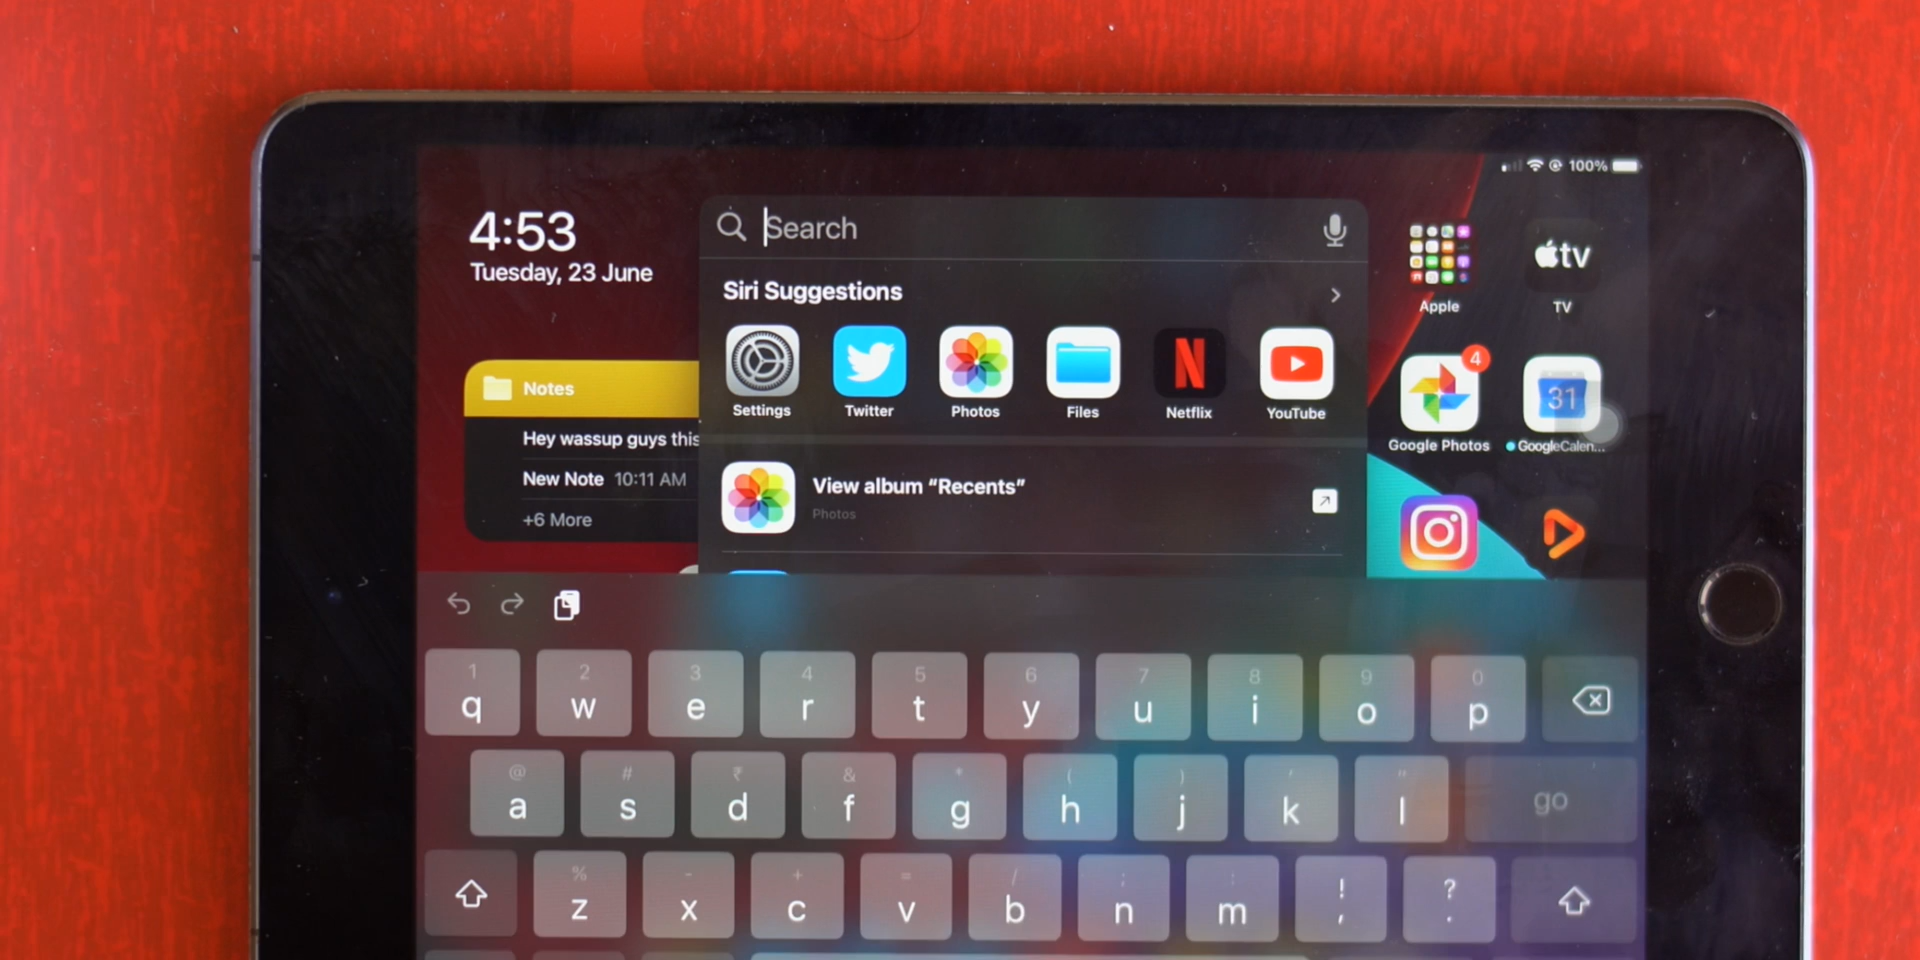 100%
4:53
Tuesday, 23 June
Search
Siri Suggestions
Settings
Twitter
Photos
Files
Netflix
YouTube
Apple
tv
TV
Notes
Hey wassup guys this
New Note 10:11 AM
+6 More
View album “Recents”
Photos
4
31
Google Photos
GoogleCalen...
1 2 3 4 5 6 7 8 9 0
q w e r t y u i o p
@ # ₹ & * ( ) ' "
a s d f g h j k l go
% - + = / ; : ! ?
z x c v b n m , .